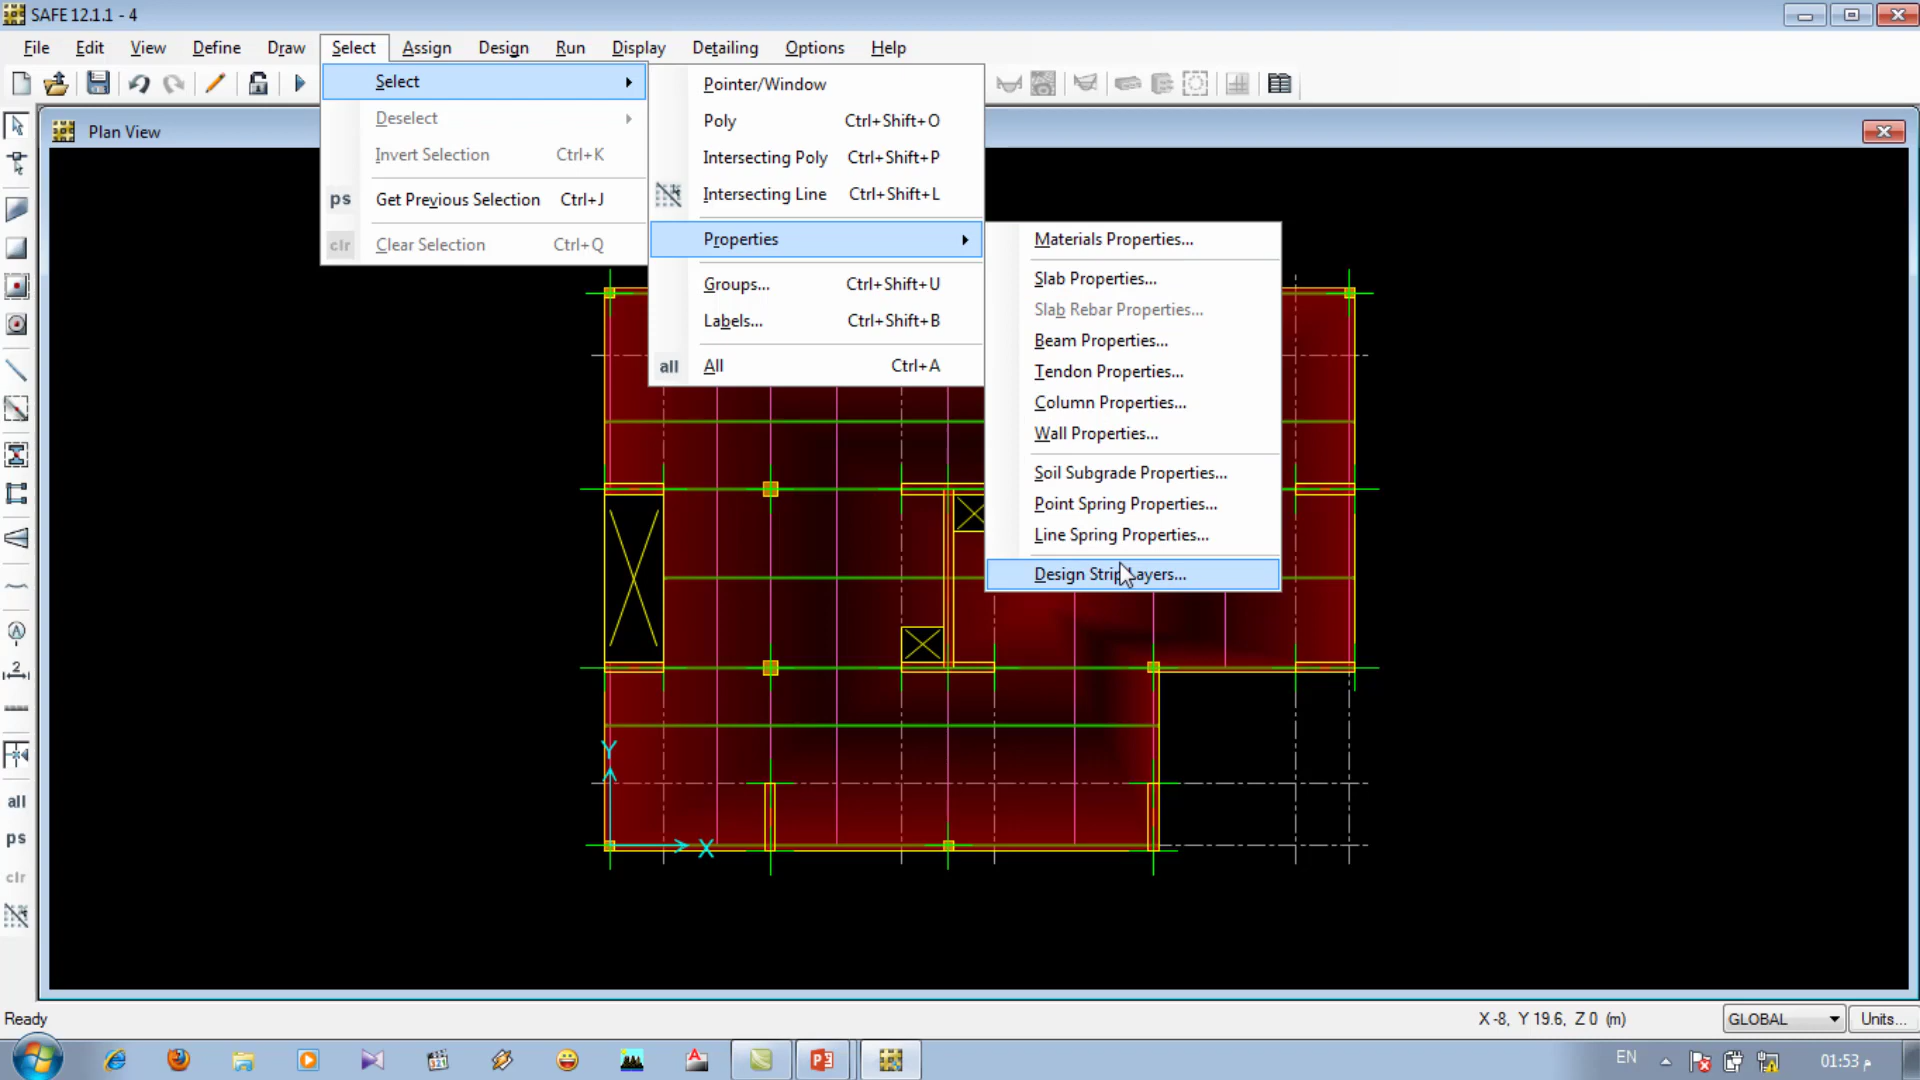 SAFE 12.1.1 - 4
File Edit View Define Draw Select Assign Design Run Display Detailing Options Help
Plan View
Select
Deselect
Invert Selection Ctrl+K
ps Get Previous Selection Ctrl+J
clr Clear Selection Ctrl+Q
Pointer/Window
Poly Ctrl+Shift+O
Intersecting Poly Ctrl+Shift+P
Intersecting Line Ctrl+Shift+L
Properties
Groups... Ctrl+Shift+U
Labels... Ctrl+Shift+B
all All Ctrl+A
Materials Properties...
Slab Properties...
Slab Rebar Properties...
Beam Properties...
Tendon Properties...
Column Properties...
Wall Properties...
Soil Subgrade Properties...
Point Spring Properties...
Line Spring Properties...
Design Strip Layers...
Y
X
all
ps
clr
Ready
X -8, Y 19.6, Z 0 (m)
GLOBAL
Units...
EN
01:53 م